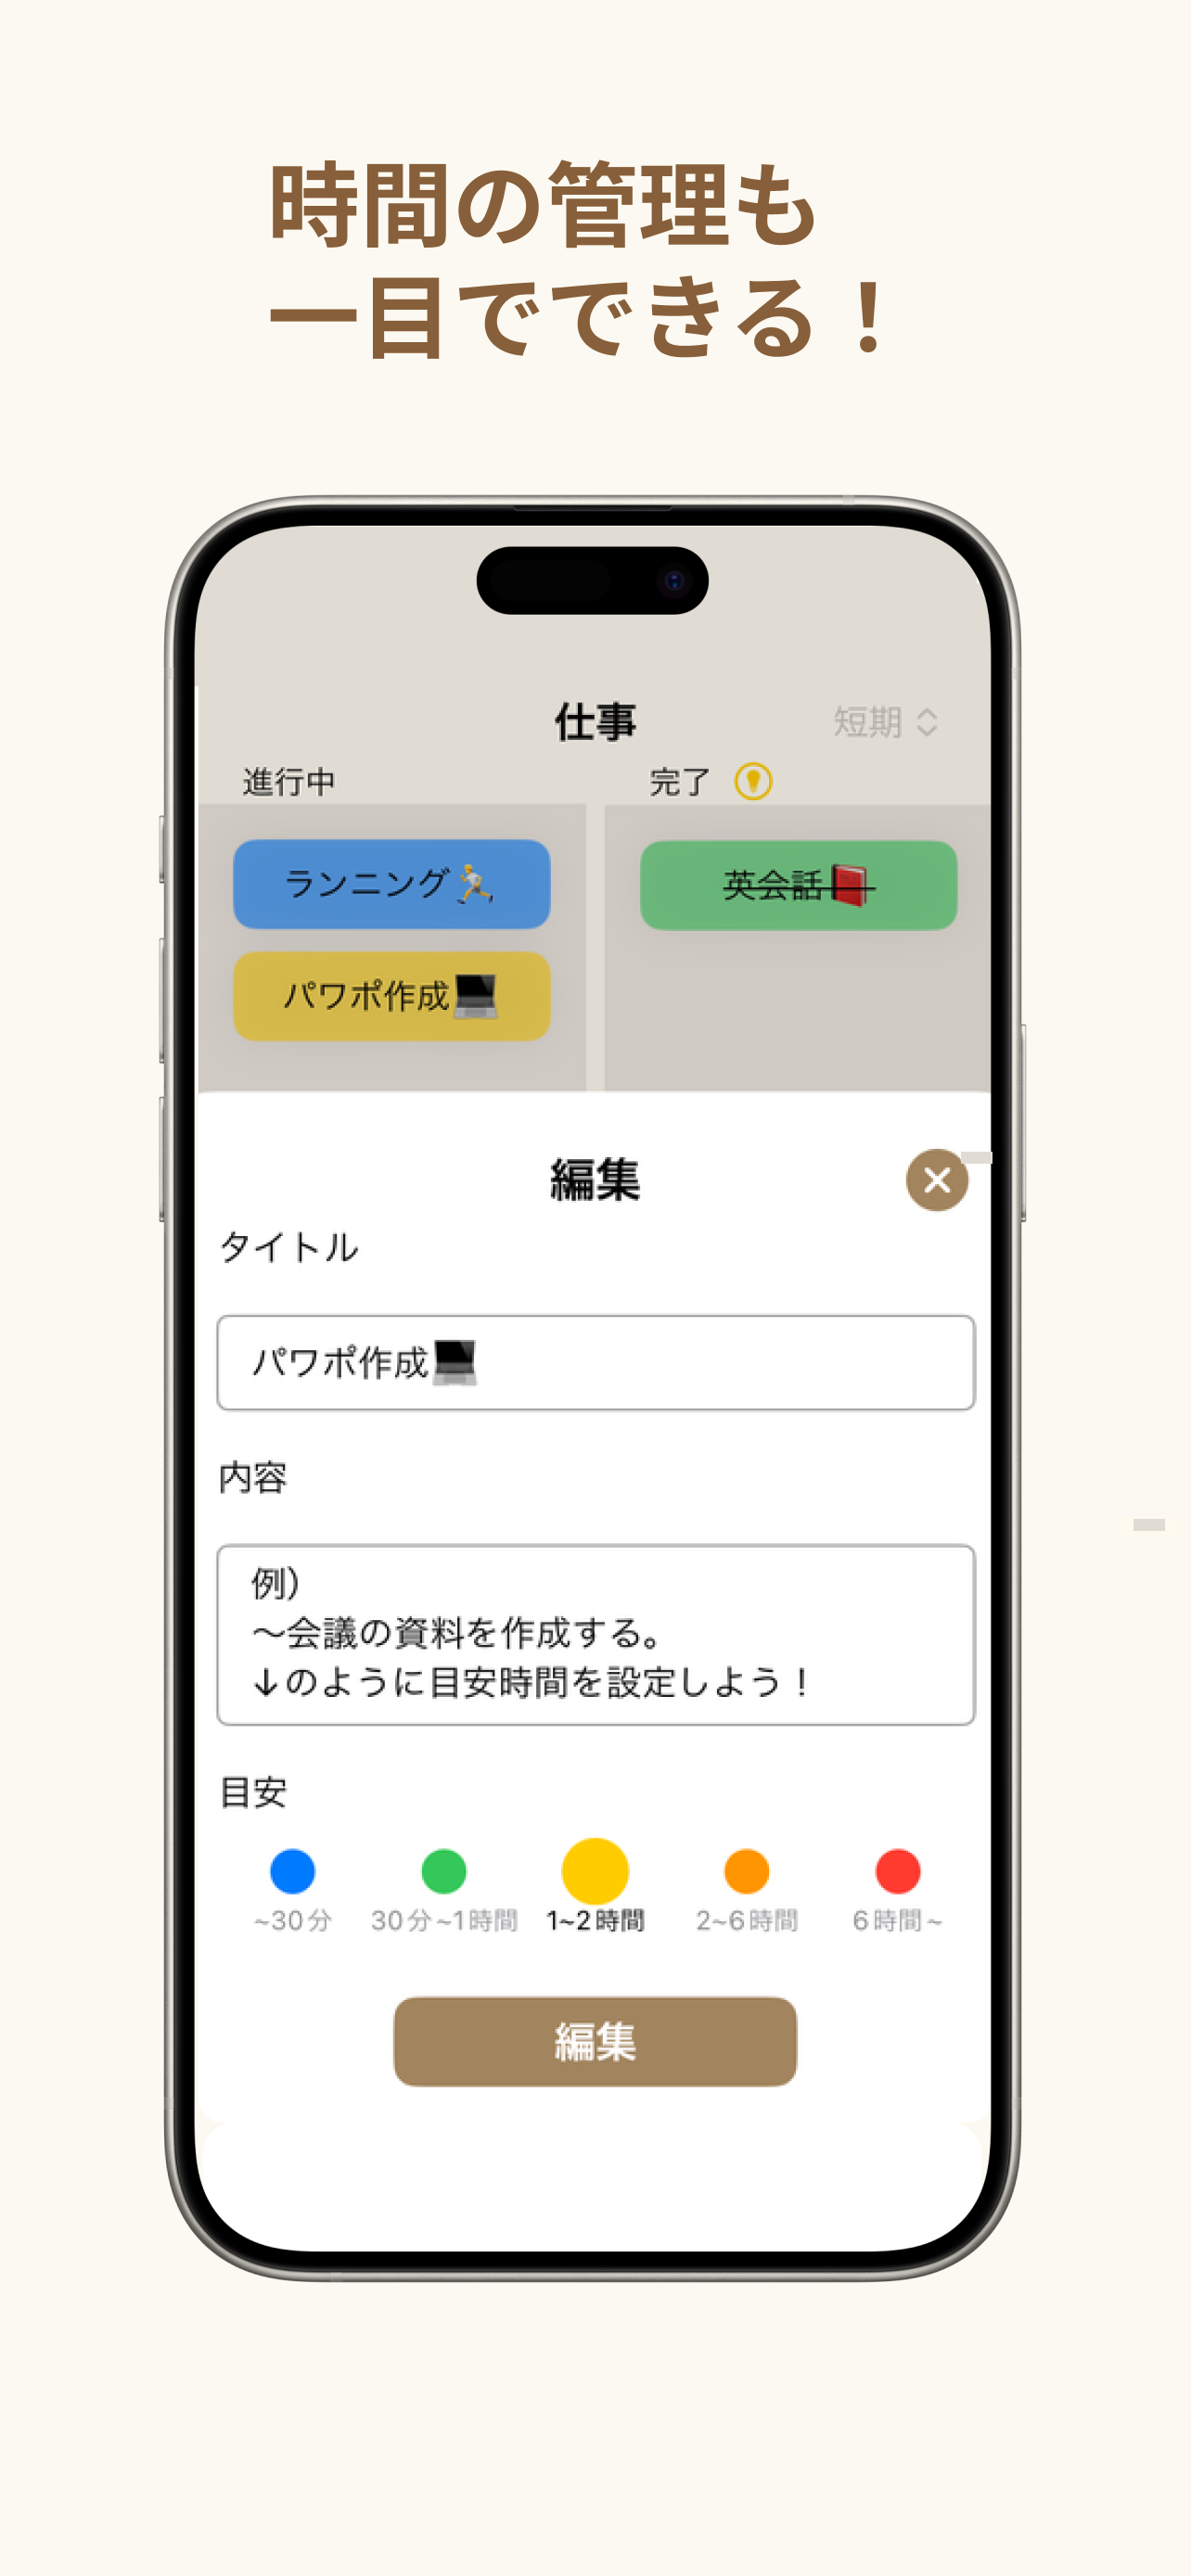 時間の管理も
一目でできる！
仕事
短期
進行中
完了
ランニング🏃
英会話📕
パワポ作成💻
編集
タイトル
パワポ作成💻
内容
例）
〜会議の資料を作成する。
↓のように目安時間を設定しよう！
目安
~30分
30分~1時間
1~2時間
2~6時間
6時間~
編集